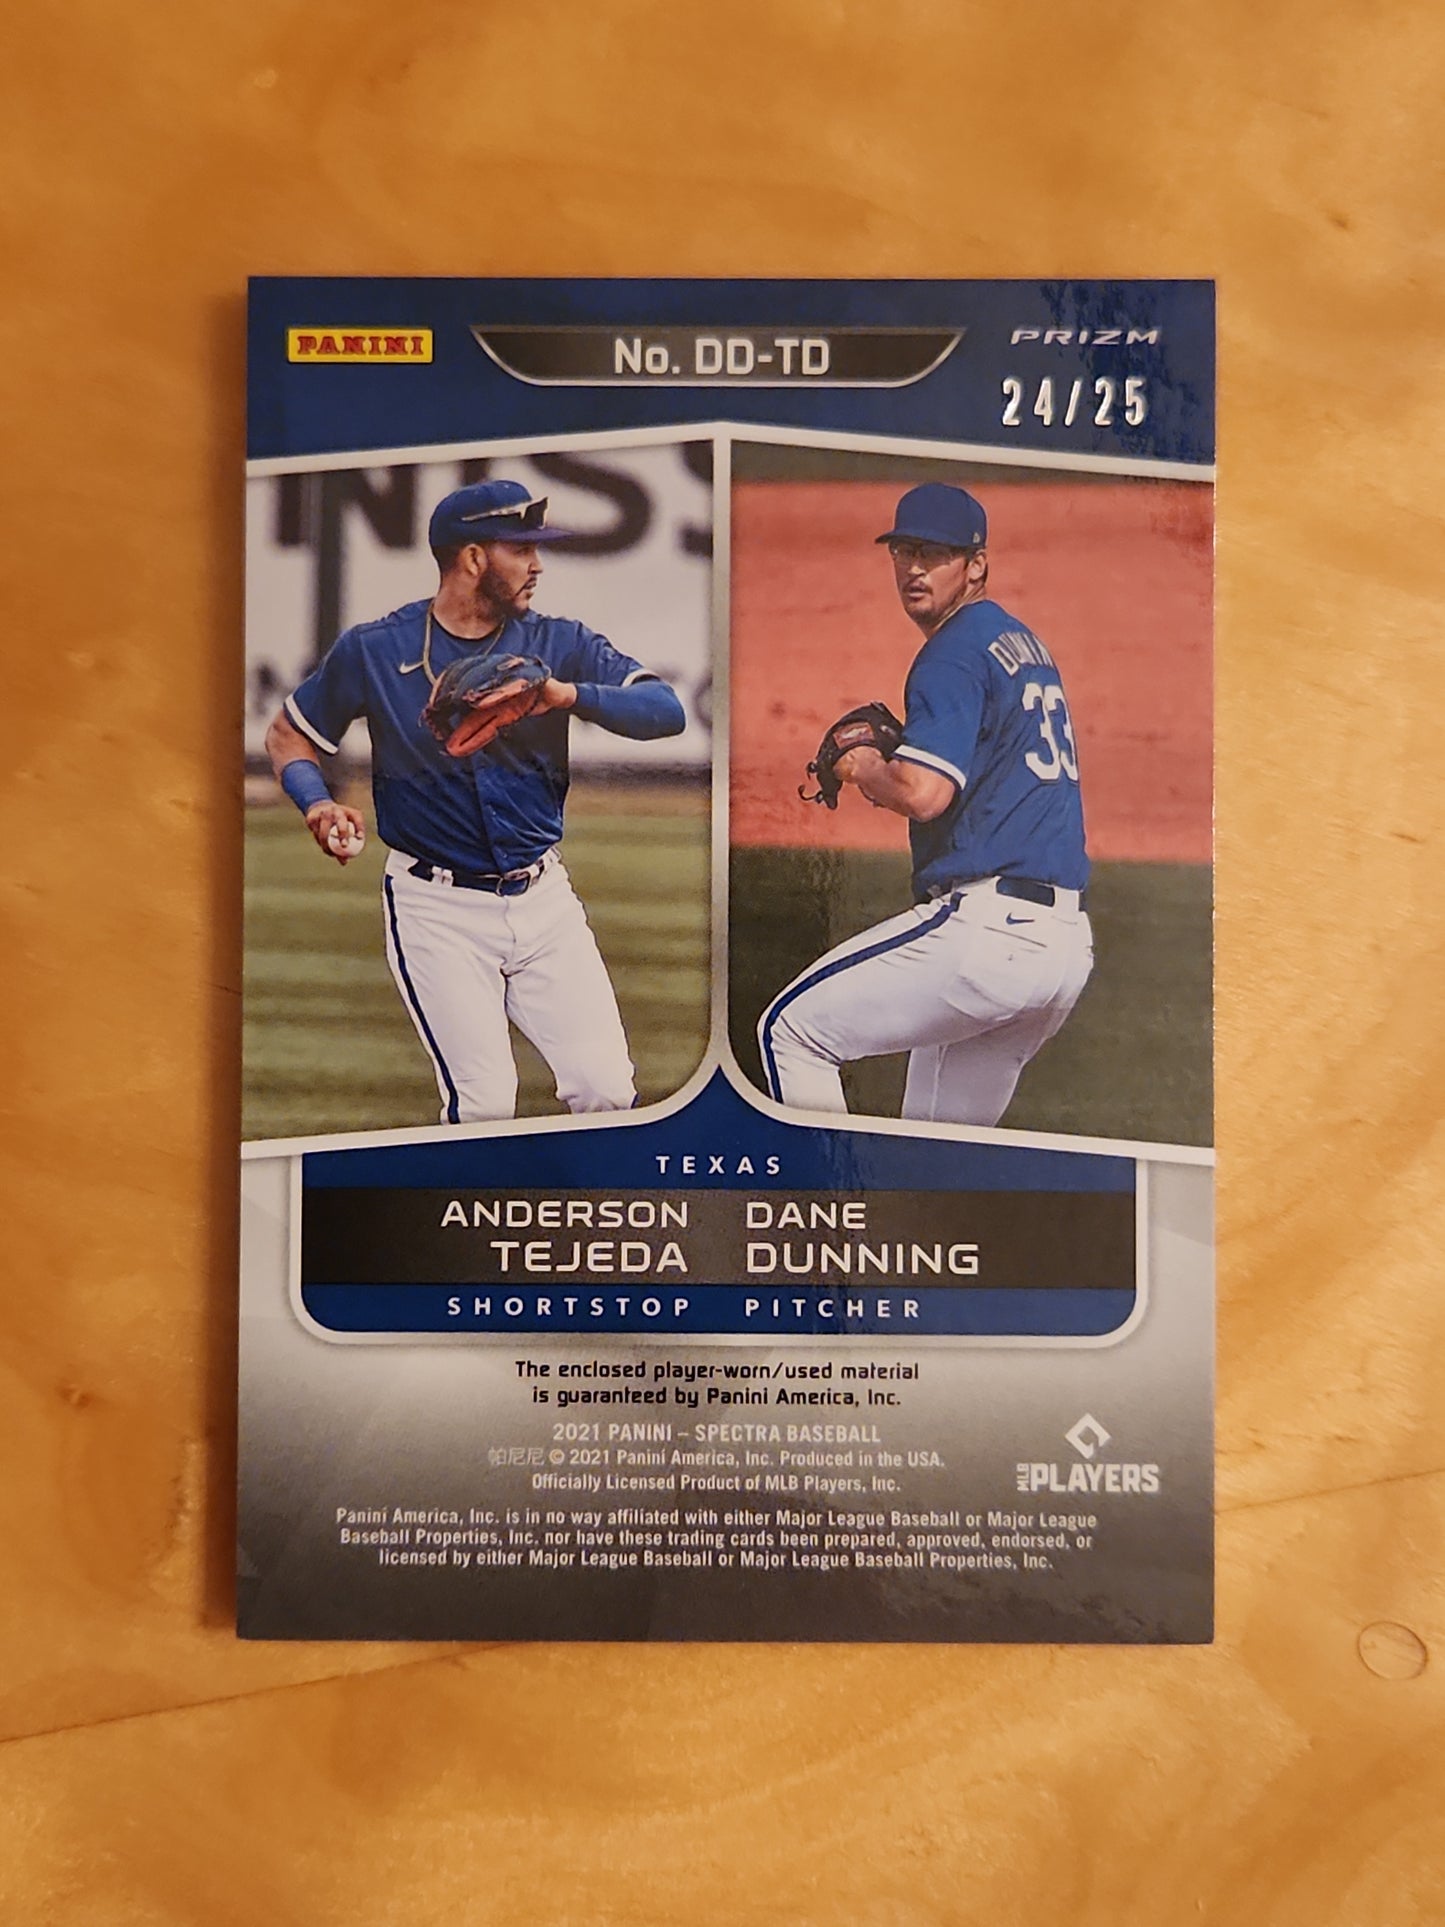 PANINI
No. DD-TD
PRIZM
24/25
NISS
DUNN
33
TEXAS
ANDERSON
TEJEDA
DANE
DUNNING
SHORTSTOP
PITCHER
The enclosed player-worn/used material
is guaranteed by Panini America, Inc.
2021 PANINI – SPECTRA BASEBALL
帕尼尼 © 2021 Panini America, Inc. Produced in the USA.
Officially Licensed Product of MLB Players, Inc.
MLB PLAYERS
Panini America, Inc. is in no way affiliated with either Major League Baseball or Major League
Baseball Properties, Inc. nor have these trading cards been prepared, approved, endorsed, or
licensed by either Major League Baseball or Major League Baseball Properties, Inc.